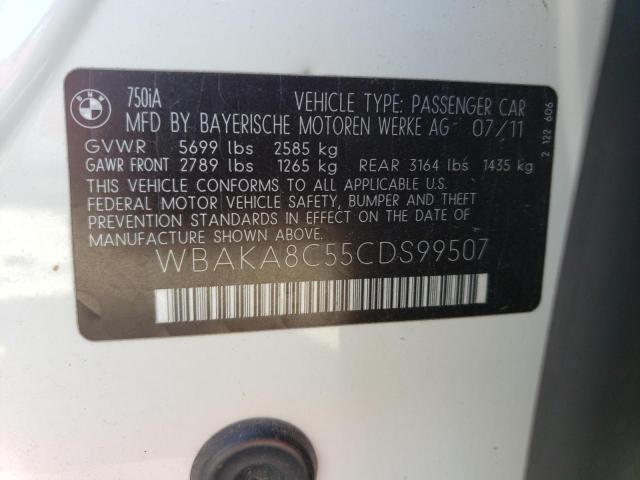 BMW
750iA VEHICLE TYPE: PASSENGER CAR
MFD BY BAYERISCHE MOTOREN WERKE AG 07/11
GVWR 5699 lbs 2585 kg
GAWR FRONT 2789 lbs 1265 kg REAR 3164 lbs 1435 kg
THIS VEHICLE CONFORMS TO ALL APPLICABLE U.S.
FEDERAL MOTOR VEHICLE SAFETY, BUMPER AND THEFT
PREVENTION STANDARDS IN EFFECT ON THE DATE OF
MANUFACTURE SHOWN ABOVE.
WBAKA8C55CDS99507
2 122 606